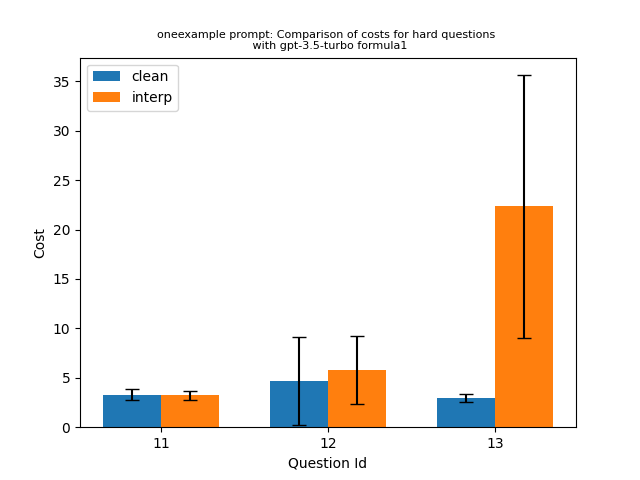 oneexample prompt: Comparison of costs for hard questions
with gpt-3.5-turbo formula1
clean
interp
35
30
25
20
15
10
5
0
Cost
11
12
13
Question Id